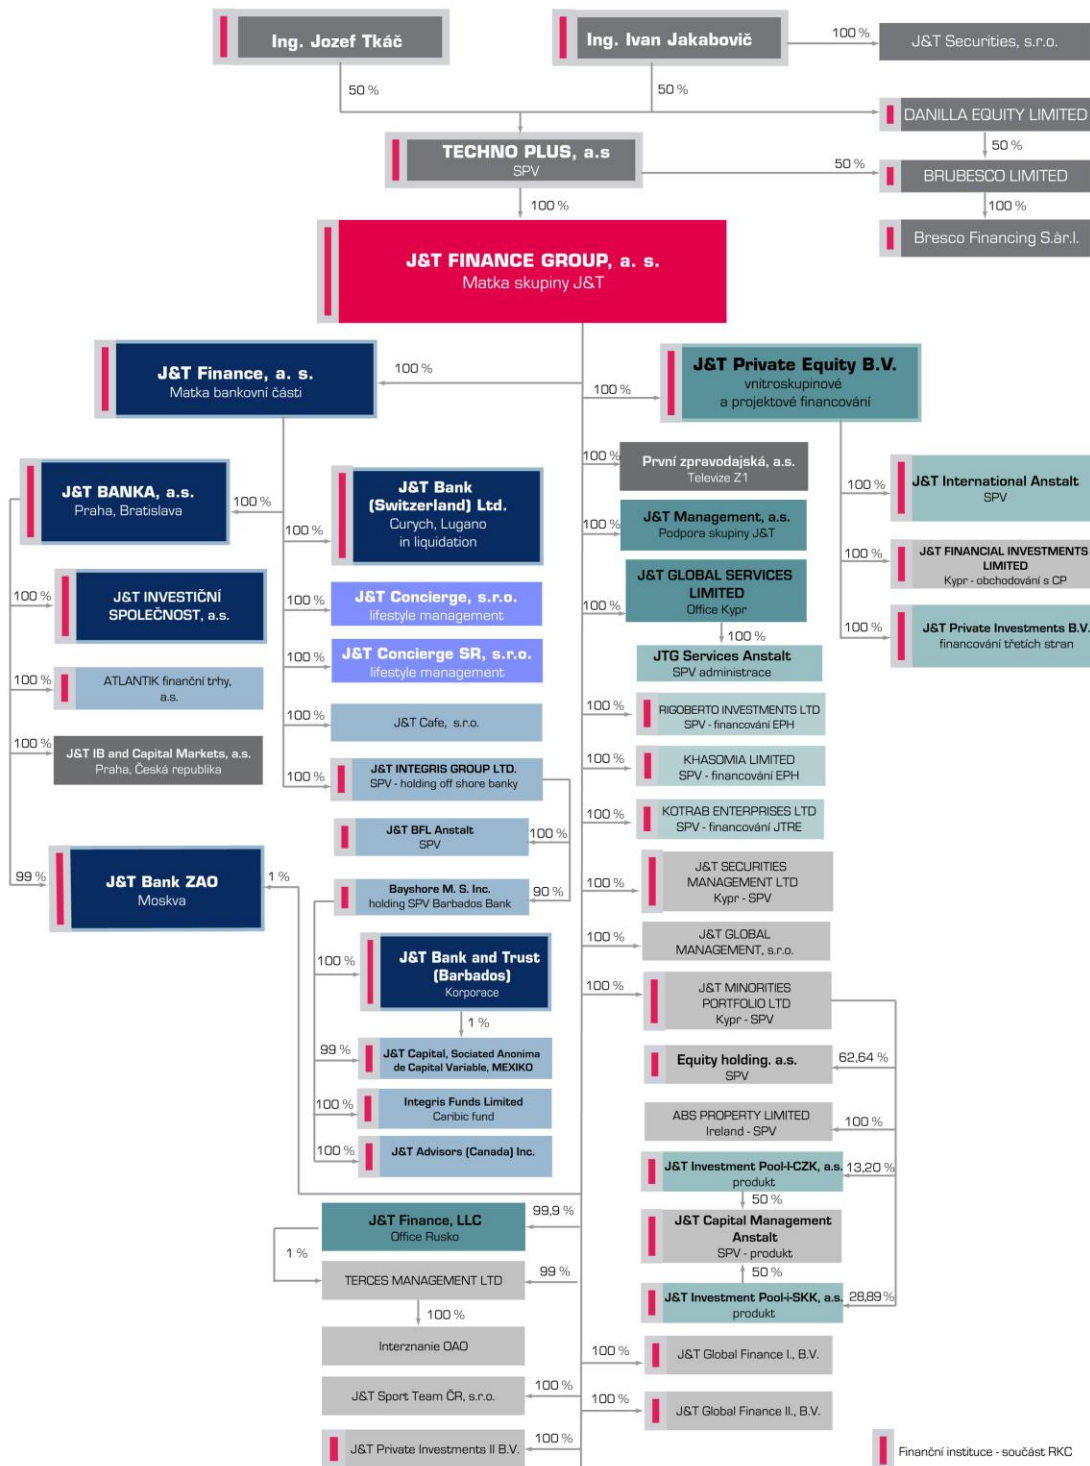 Ing. Jozef Tkáč
Ing. Ivan Jakabovič
100 %
J&T Securities, s.r.o.
50 %
50 %
DANILLA EQUITY LIMITED
50 %
TECHNO PLUS, a.s
SPV
50 %
BRUBESCO LIMITED
100 %
100 %
Bresco Financing S.àr.l.
J&T FINANCE GROUP, a. s.
Matka skupiny J&T
J&T Finance, a. s.
Matka bankovní části
100 %
100 %
J&T Private Equity B.V.
vnitroskupinové
a projektové financování
J&T BANKA, a.s.
Praha, Bratislava
100 %
100 %
J&T Bank
(Switzerland) Ltd.
Curych, Lugano
in liquidation
100 %
První zpravodajská, a.s.
Televize Z1
100 %
J&T International Anstalt
SPV
100 %
J&T Management, a.s.
Podpora skupiny J&T
100 %
J&T FINANCIAL INVESTMENTS
LIMITED
Kypr - obchodování s CP
100 %
J&T INVESTIČNÍ
SPOLEČNOST, a.s.
100 %
J&T Concierge, s.r.o.
lifestyle management
100 %
J&T GLOBAL SERVICES
LIMITED
Office Kypr
100 %
J&T Private Investments B.V.
financování třetích stran
100 %
100 %
J&T Concierge SR, s.r.o.
lifestyle management
JTG Services Anstalt
SPV administrace
100 %
ATLANTIK finanční trhy,
a.s.
100 %
J&T Cafe, s.r.o.
100 %
RIGOBERTO INVESTMENTS LTD
SPV - financování EPH
100 %
J&T IB and Capital Markets, a.s.
Praha, Česká republika
100 %
J&T INTEGRIS GROUP LTD.
SPV - holding off shore banky
100 %
KHASOMIA LIMITED
SPV - financování EPH
J&T BFL Anstalt
SPV
100 %
100 %
KOTRAB ENTERPRISES LTD
SPV - financování JTRE
99 %
J&T Bank ZAO
Moskva
1 %
Bayshore M. S. Inc.
holding SPV Barbados Bank
90 %
100 %
J&T SECURITIES
MANAGEMENT LTD
Kypr - SPV
100 %
J&T Bank and Trust
(Barbados)
Korporace
100 %
J&T GLOBAL
MANAGEMENT, s.r.o.
100 %
J&T MINORITIES
PORTFOLIO LTD
Kypr - SPV
1 %
99 %
J&T Capital, Sociated Anonima
de Capital Variable, MEXIKO
Equity holding. a.s.
SPV
62,64 %
100 %
Integris Funds Limited
Caribic fund
ABS PROPERTY LIMITED
Ireland - SPV
100 %
100 %
J&T Advisors (Canada) Inc.
J&T Investment Pool-I-CZK, a.s.
produkt
13,20 %
50 %
J&T Finance, LLC
Office Rusko
99,9 %
J&T Capital Management
Anstalt
SPV - produkt
1 %
TERCES MANAGEMENT LTD
99 %
50 %
J&T Investment Pool-i-SKK, a.s.
produkt
28,89 %
100 %
Interznanie OAO
100 %
J&T Global Finance I., B.V.
J&T Sport Team ČR, s.r.o.
100 %
100 %
J&T Global Finance II., B.V.
J&T Private Investments II B.V.
100 %
Finanční instituce - součást RKC